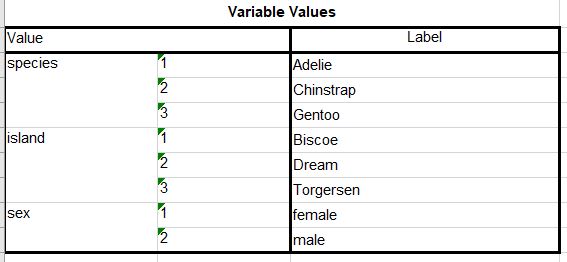 Variable Values
Value Label
species 1 Adelie
2 Chinstrap
3 Gentoo
island 1 Biscoe
2 Dream
3 Torgersen
sex 1 female
2 male